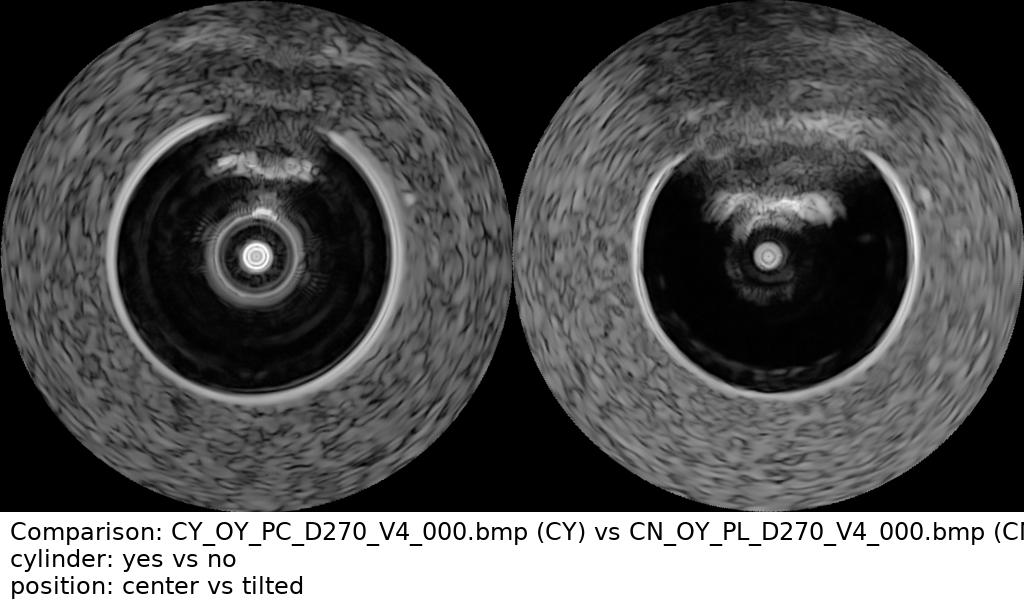 Comparison: CY_OY_PC_D270_V4_000.bmp (CY) vs CN_OY_PL_D270_V4_000.bmp (
cylinder: yes vs no
position: center vs tilted